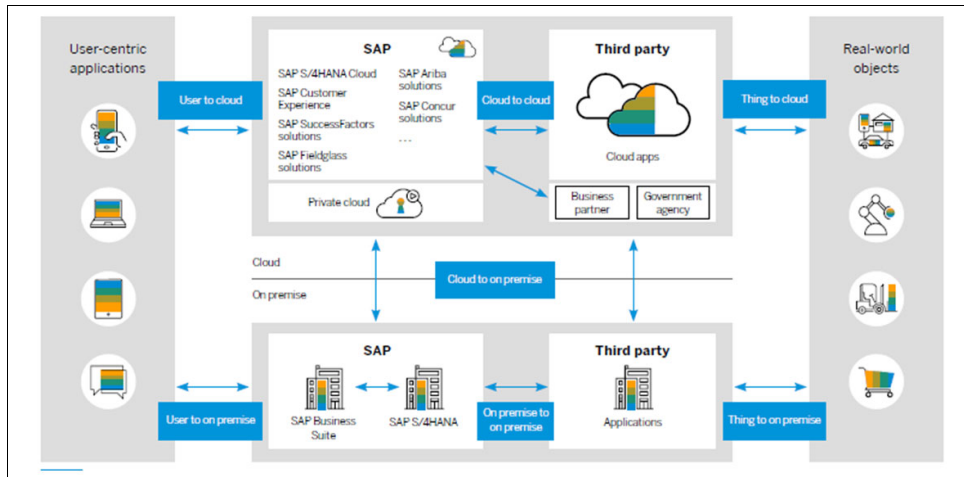 User-centric
applications
SAP
SAP S/4HANA Cloud
SAP Customer
Experience
SAP SuccessFactors
solutions
SAP Fieldglass
solutions
SAP Ariba
solutions
SAP Concur
solutions
...
Private cloud
Third party
Cloud apps
Business
partner
Government
agency
Real-world
objects
User to cloud
Cloud to cloud
Thing to cloud
Cloud
On premise
Cloud to on premise
SAP
SAP Business
Suite
SAP S/4HANA
Third party
Applications
User to on premise
On premise to
on premise
Thing to on premise